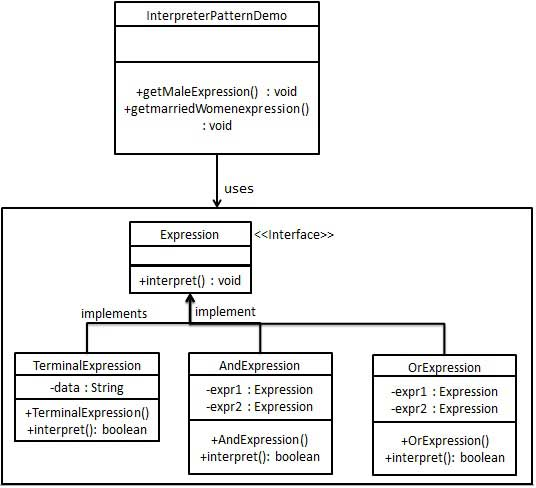 InterpreterPatternDemo
+getMaleExpression() : void
+getmarriedWomenexpression()
: void
uses
Expression
<<Interface>>
+interpret() : void
implements
implement
TerminalExpression
-data : String
+TerminalExpression()
+interpret(): boolean
AndExpression
-expr1 : Expression
-expr2 : Expression
+AndExpression()
+interpret(): boolean
OrExpression
-expr1 : Expression
-expr2 : Expression
+OrExpression()
+interpret(): boolean